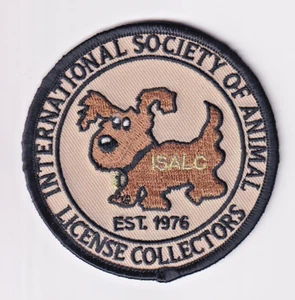 INTERNATIONAL SOCIETY OF ANIMAL
LICENSE COLLECTORS
ISALC
EST. 1976